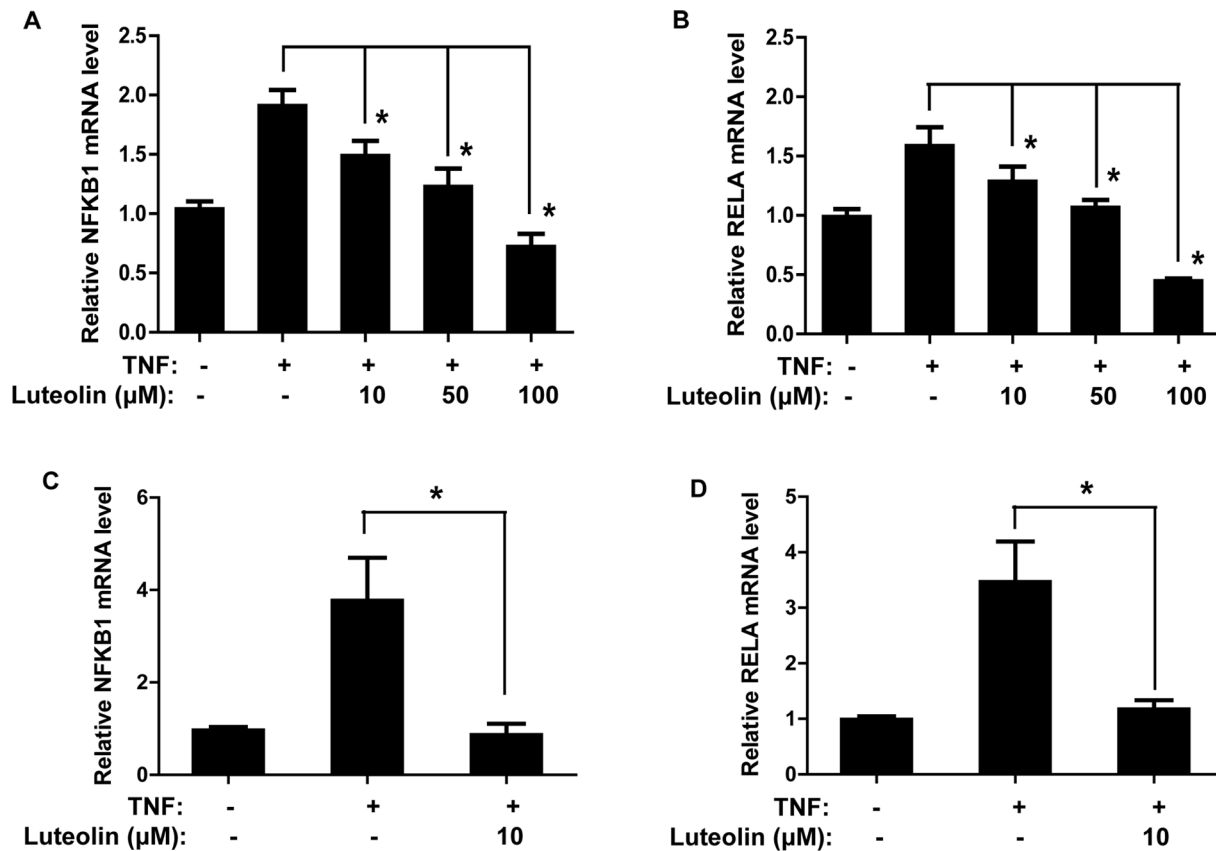 A
Relative NFKB1 mRNA level
2.5
2.0
1.5
1.0
0.5
0.0
*
*
*
TNF: - + + + +
Luteolin (µM): - - 10 50 100
B
Relative RELA mRNA level
2.5
2.0
1.5
1.0
0.5
0.0
*
*
*
TNF: - + + + +
Luteolin (µM): - - 10 50 100
C
Relative NFKB1 mRNA level
6
4
2
0
*
TNF: - + +
Luteolin (µM): - - 10
D
Relative RELA mRNA level
5
4
3
2
1
0
*
TNF: - + +
Luteolin (µM): - - 10